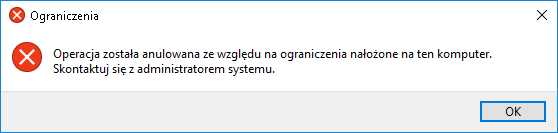 Ograniczenia
Operacja została anulowana ze względu na ograniczenia nałożone na ten komputer.
Skontaktuj się z administratorem systemu.
OK